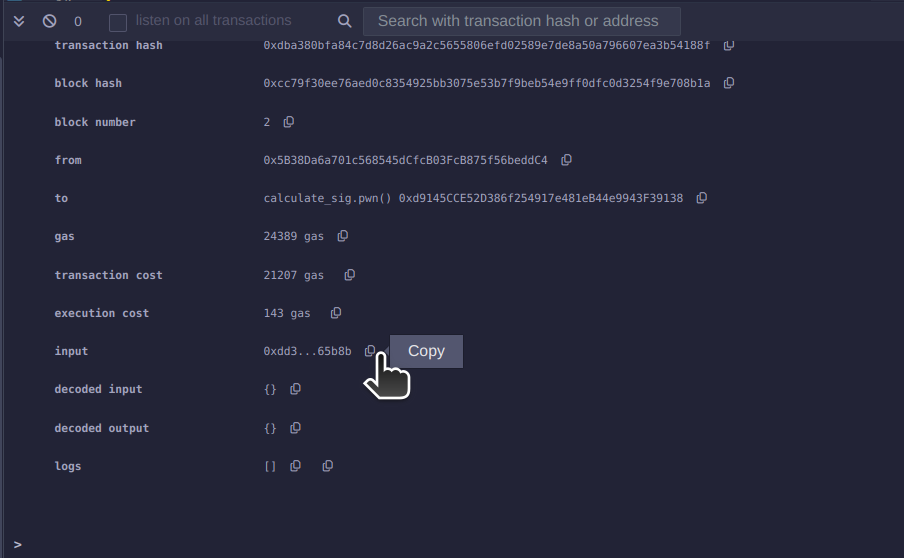 0 listen on all transactions Search with transaction hash or address
transaction hash 0xdba380bfa84c7d8d26ac9a2c5655806efd02589e7de8a50a796607ea3b54188f
block hash 0xcc79f30ee76aed0c8354925bb3075e53b7f9beb54e9ff0dfc0d3254f9e708b1a
block number 2
from 0x5B38Da6a701c568545dCfcB03FcB875f56beddC4
to calculate_sig.pwn() 0xd9145CCE52D386f254917e481eB44e9943F39138
gas 24389 gas
transaction cost 21207 gas
execution cost 143 gas
input 0xdd3...65b8b Copy
decoded input {}
decoded output {}
logs []
>